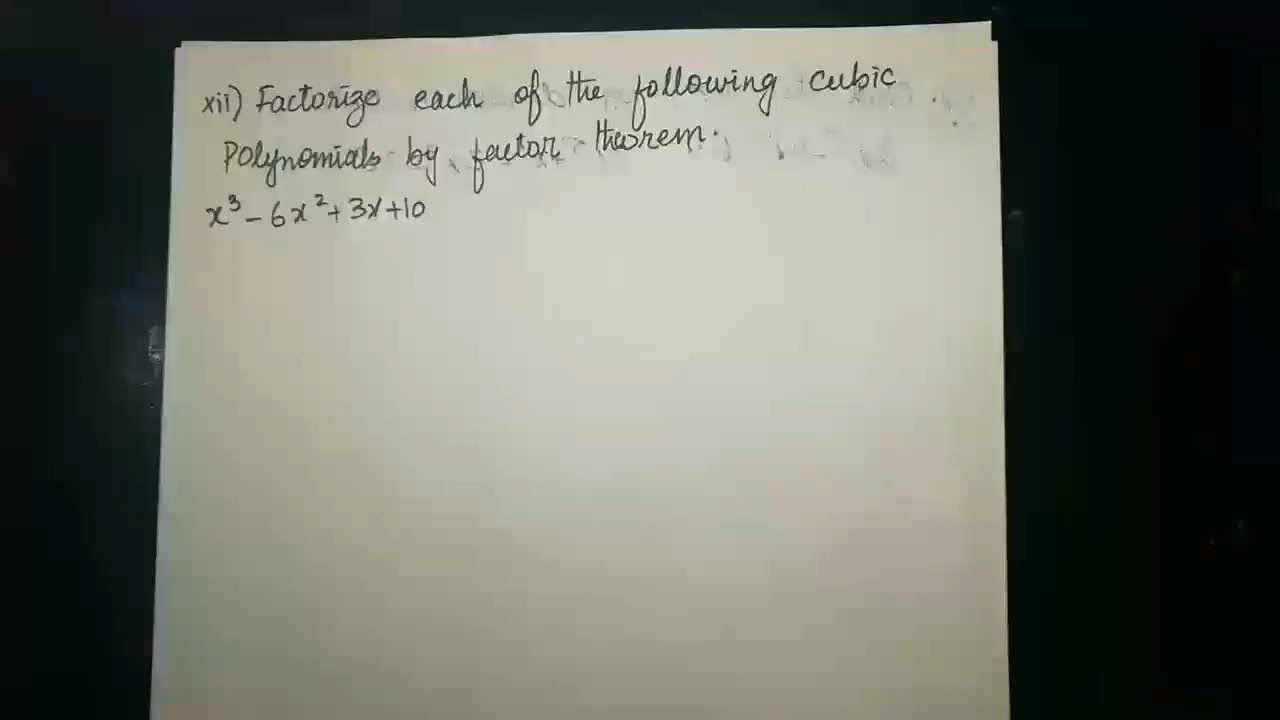 xii) Factorize each of the following cubic
Polynomials by factor theorem.
x³ - 6x² + 3x + 10